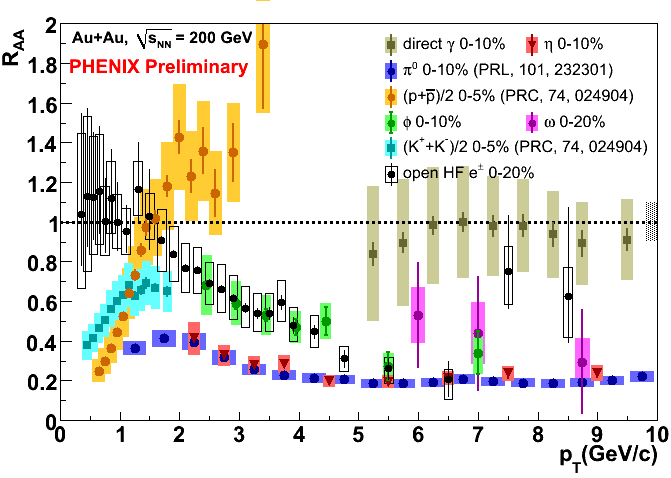 R_AA
2
1.8
1.6
1.4
1.2
1
0.8
0.6
0.4
0.2
0
Au+Au, √s_NN = 200 GeV
PHENIX Preliminary
direct γ 0-10% η 0-10%
π⁰ 0-10% (PRL, 101, 232301)
(p+p̅)/2 0-5% (PRC, 74, 024904)
ϕ 0-10% ω 0-20%
(K⁺+K⁻)/2 0-5% (PRC, 74, 024904)
open HF e^± 0-20%
0 1 2 3 4 5 6 7 8 9 10
p_T(GeV/c)